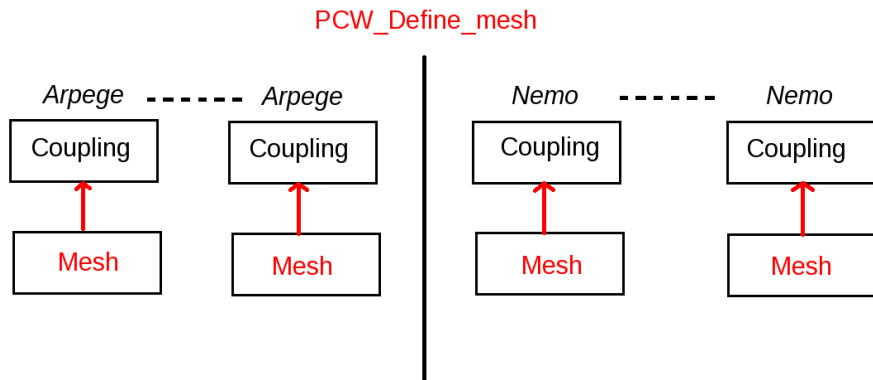 PCW_Define_mesh
Arpege Arpege Nemo Nemo
Coupling Coupling Coupling Coupling
Mesh Mesh Mesh Mesh